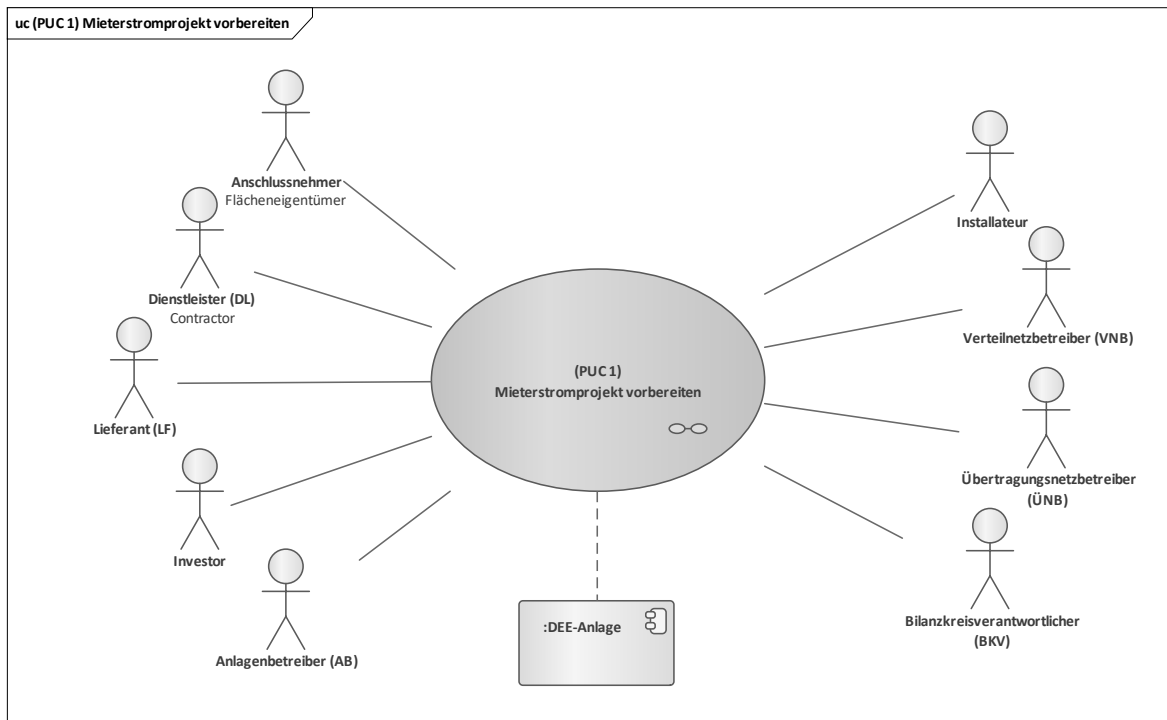 uc (PUC 1) Mieterstromprojekt vorbereiten
Anschlussnehmer
Flächeneigentümer
Dienstleister (DL)
Contractor
Lieferant (LF)
Investor
Anlagenbetreiber (AB)
(PUC 1)
Mieterstromprojekt vorbereiten
:DEE-Anlage
Installateur
Verteilnetzbetreiber (VNB)
Übertragungsnetzbetreiber
(ÜNB)
Bilanzkreisverantwortlicher
(BKV)